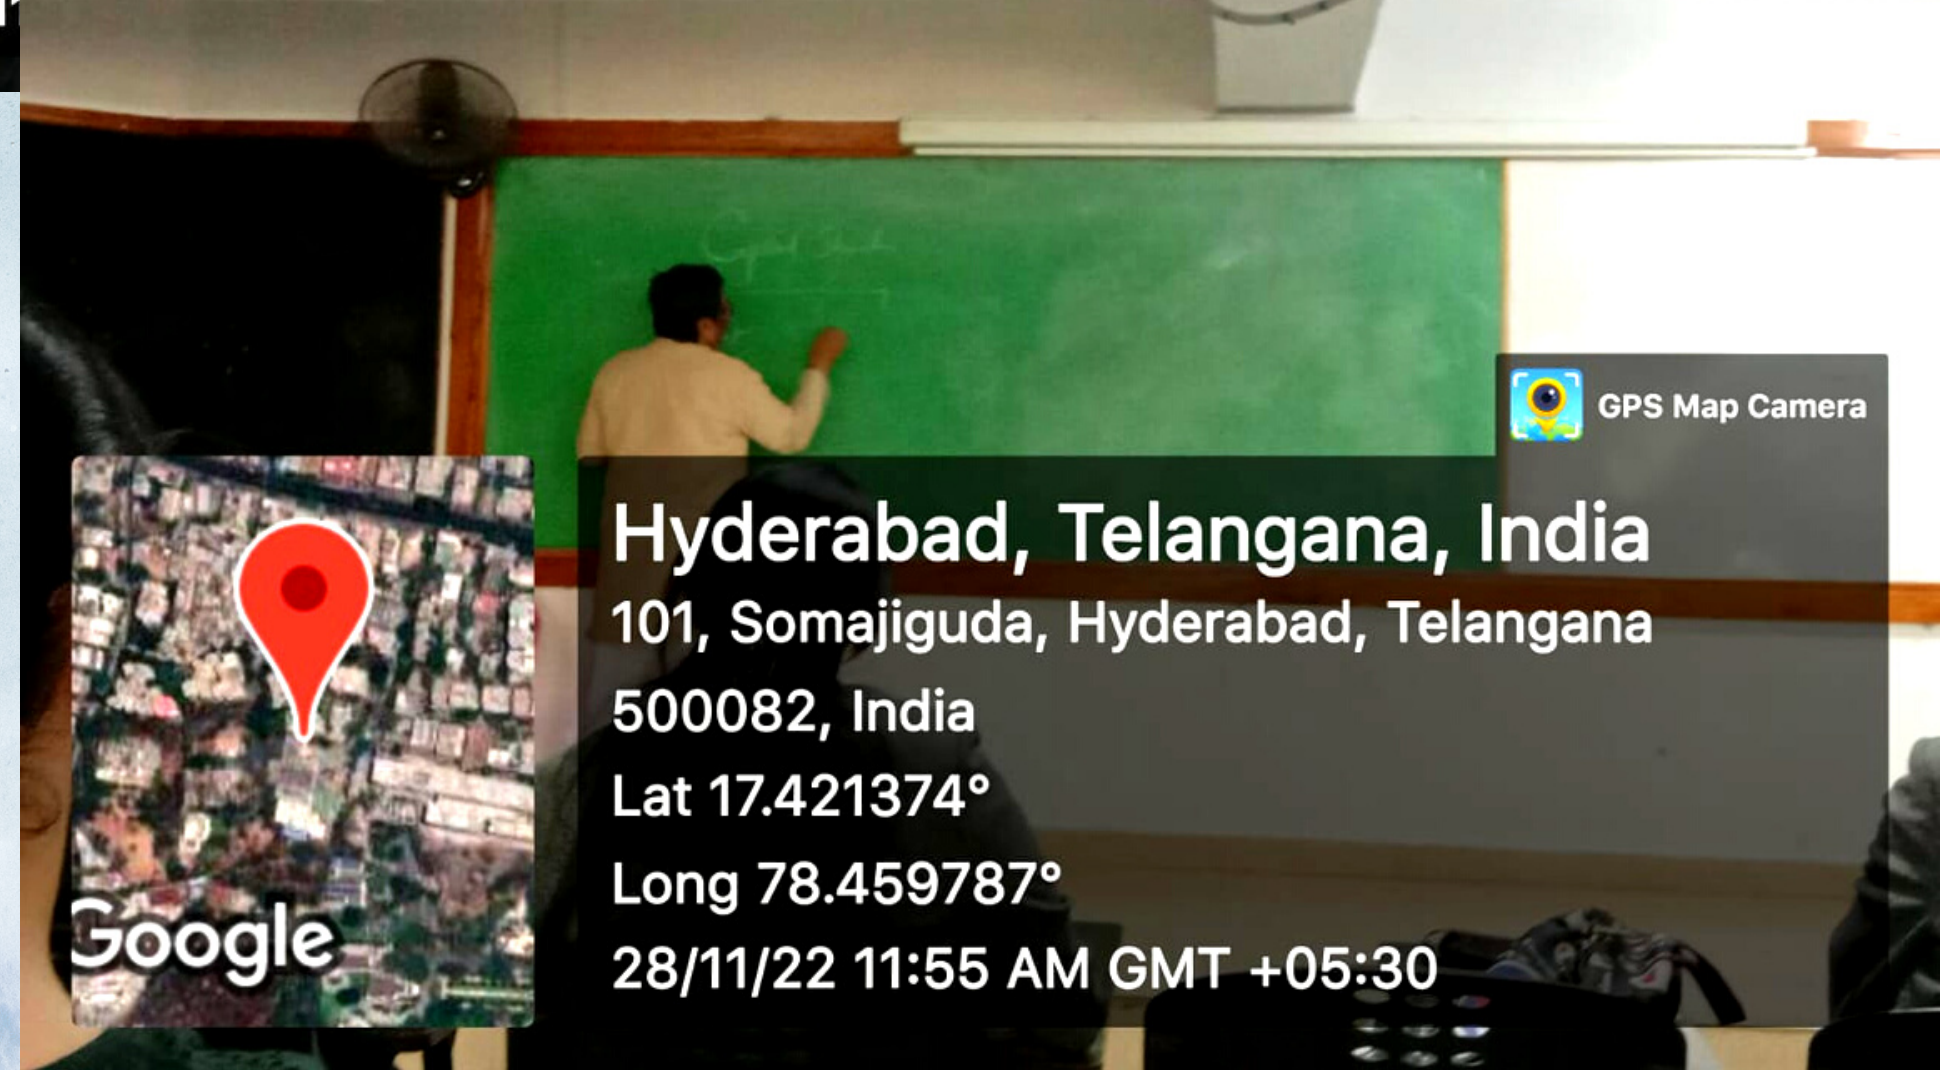 GPS Map Camera
Hyderabad, Telangana, India
101, Somajiguda, Hyderabad, Telangana
500082, India
Lat 17.421374°
Long 78.459787°
28/11/22 11:55 AM GMT +05:30
Google